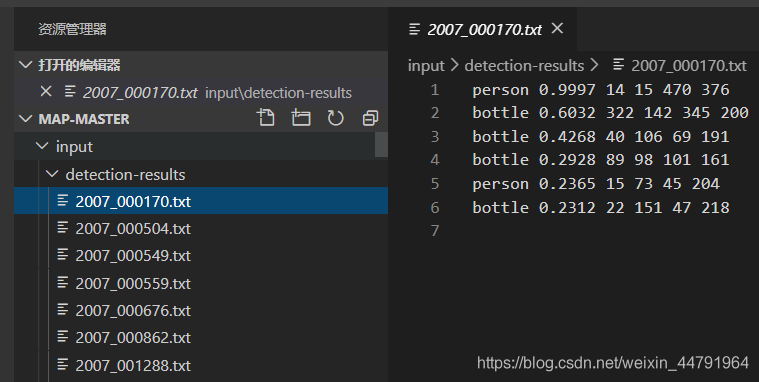 资源管理器
打开的编辑器
2007_000170.txt input\detection-results
MAP-MASTER
input
detection-results
2007_000170.txt
2007_000504.txt
2007_000549.txt
2007_000559.txt
2007_000676.txt
2007_000862.txt
2007_001288.txt
2007_000170.txt
input > detection-results > 2007_000170.txt
1 person 0.9997 14 15 470 376
2 bottle 0.6032 322 142 345 200
3 bottle 0.4268 40 106 69 191
4 bottle 0.2928 89 98 101 161
5 person 0.2365 15 73 45 204
6 bottle 0.2312 22 151 47 218
7
https://blog.csdn.net/weixin_44791964